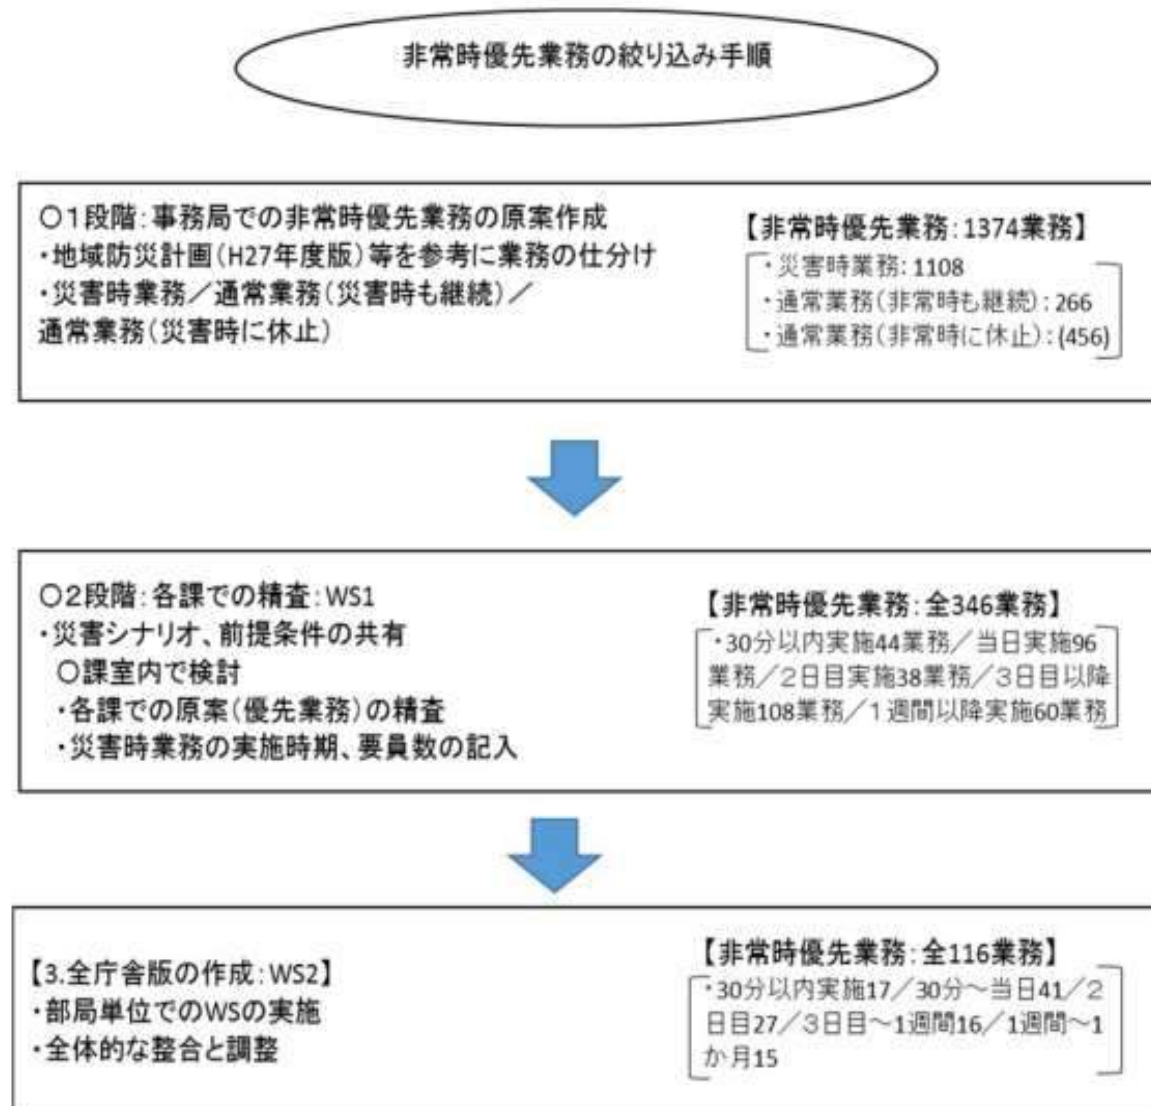 非常時優先業務の絞り込み手順
〇1段階：事務局での非常時優先業務の原案作成
・地域防災計画(H27年度版)等を参考に業務の仕分け
・災害時業務／通常業務(災害時も継続)／
通常業務(災害時に休止)
【非常時優先業務：1374業務】
・災害時業務：1108
・通常業務(非常時も継続)：266
・通常業務(非常時に休止)：(456)
〇2段階：各課での精査：WS1
・災害シナリオ、前提条件の共有
〇課室内で検討
・各課での原案(優先業務)の精査
・災害時業務の実施時期、要員数の記入
【非常時優先業務：全346業務】
・30分以内実施44業務／当日実施96
業務／2日目実施38業務／3日目以降
実施108業務／1週間以降実施60業務
【3.全庁舎版の作成：WS2】
・部局単位でのWSの実施
・全体的な整合と調整
【非常時優先業務：全116業務】
・30分以内実施17／30分～当日41／2
日目27／3日目～1週間16／1週間～1
か月15